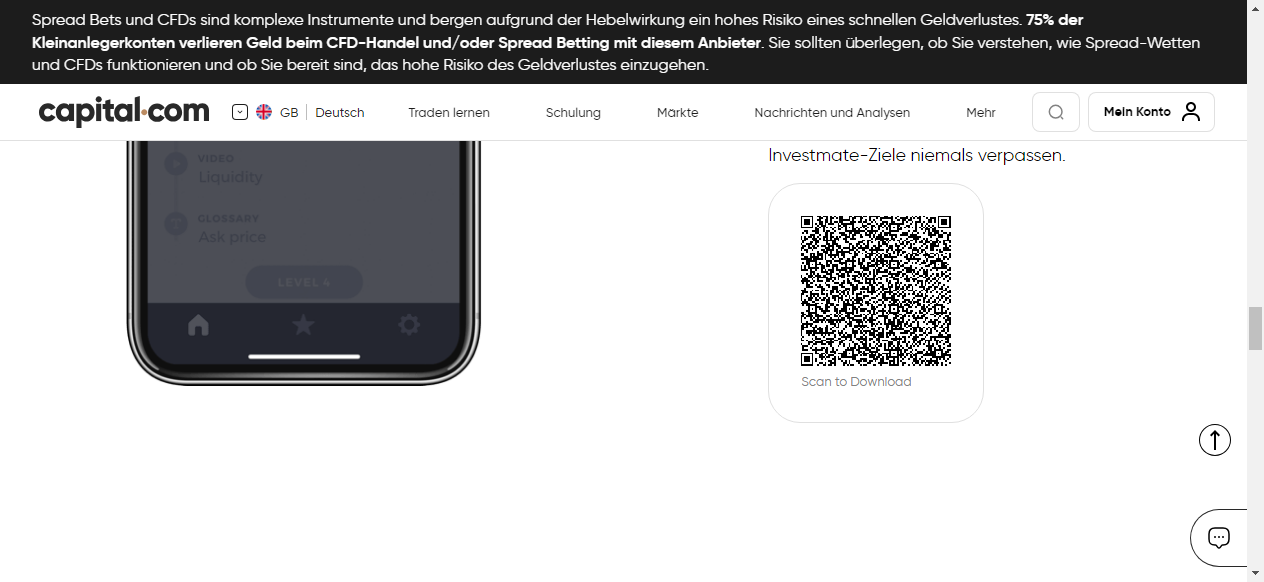 Spread Bets und CFDs sind komplexe Instrumente und bergen aufgrund der Hebelwirkung ein hohes Risiko eines schnellen Geldverlustes. 75% der
Kleinanlegerkonten verlieren Geld beim CFD-Handel und/oder Spread Betting mit diesem Anbieter. Sie sollten überlegen, ob Sie verstehen, wie Spread-Wetten
und CFDs funktionieren und ob Sie bereit sind, das hohe Risiko des Geldverlustes einzugehen.
capital.com GB Deutsch Traden lernen Schulung Märkte Nachrichten und Analysen Mehr Mein Konto
Investmate-Ziele niemals verpassen.
VIDEO
Liquidity
GLOSSARY
Ask price
LEVEL 4
Scan to Download